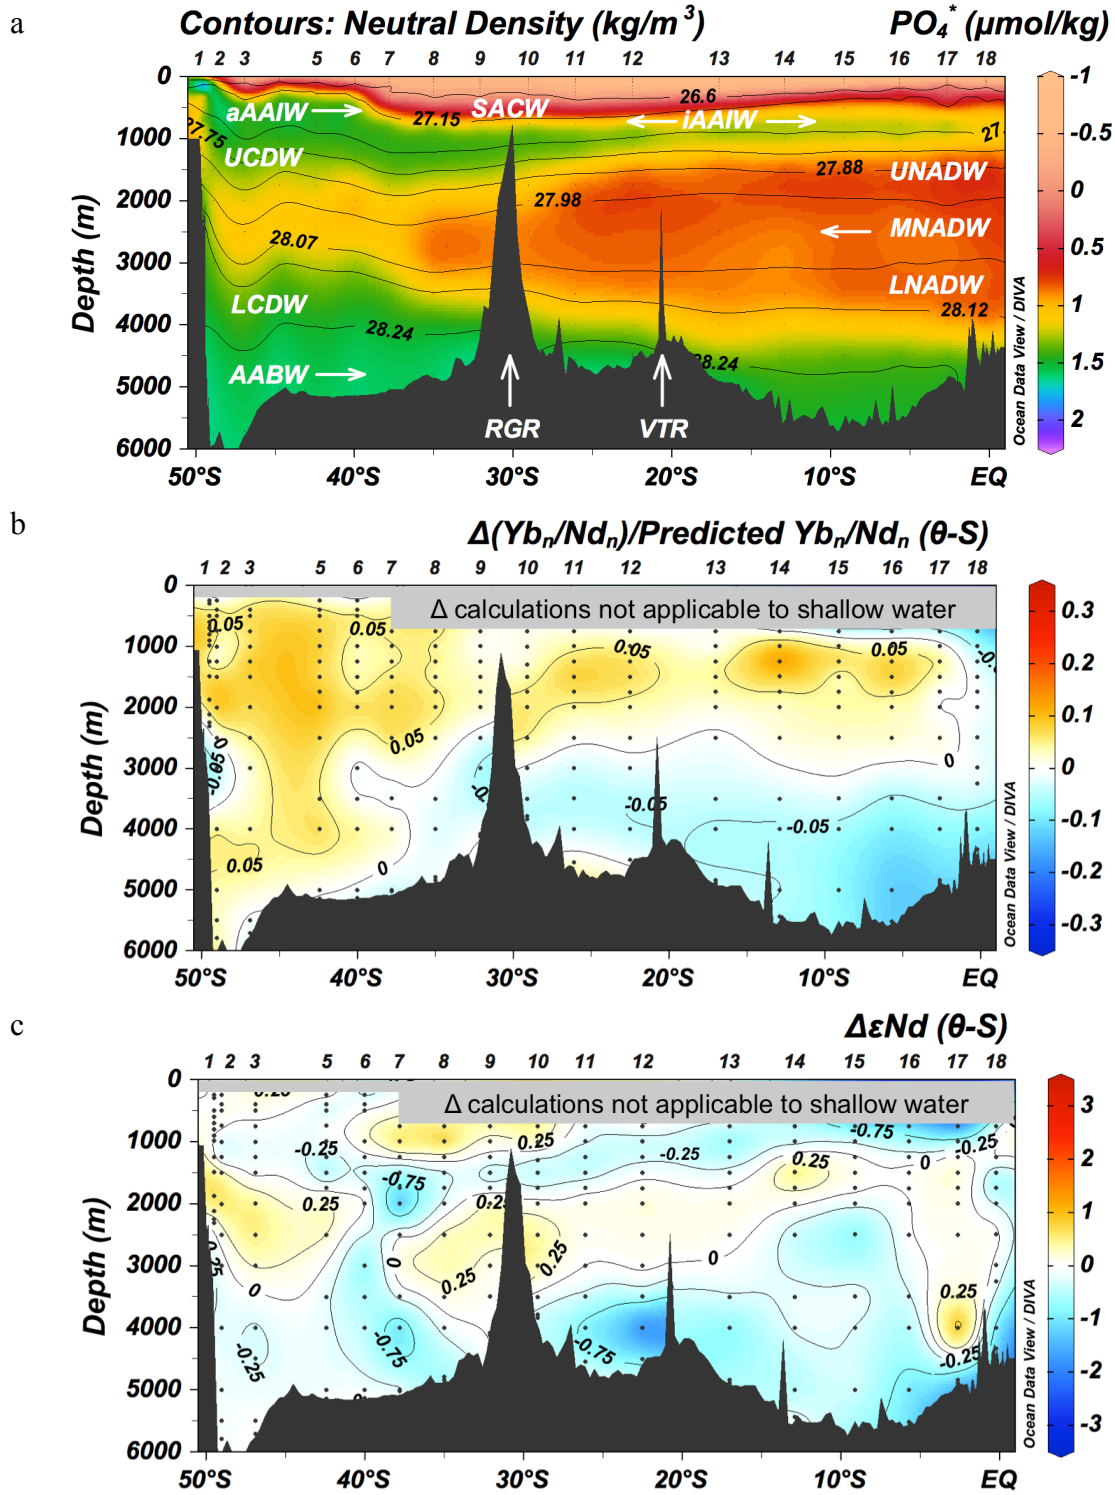 a
Contours: Neutral Density (kg/m³) PO₄* (μmol/kg)
1 2 3 5 6 7 8 9 10 11 12 13 14 15 16 17 18
0
1000
2000
3000
4000
5000
6000
Depth (m)
aAAIW
SACW
26.6
iAAIW
27.15
27.75
UCDW
27.88
UNADW
27.98
MNADW
28.07
LNADW
LCDW
28.12
28.24
28.24
AABW
RGR
VTR
50°S 40°S 30°S 20°S 10°S EQ
Ocean Data View / DIVA
-1
-0.5
0
0.5
1
1.5
2
b
Δ(Ybₙ/Ndₙ)/Predicted Ybₙ/Ndₙ (θ-S)
1 2 3 5 6 7 8 9 10 11 12 13 14 15 16 17 18
0
1000
2000
3000
4000
5000
6000
Depth (m)
Δ calculations not applicable to shallow water
0.05
0.05
0.05
0.05
0.05
0
-0.05
0
-0.05
-0.05
0.05
0
50°S 40°S 30°S 20°S 10°S EQ
Ocean Data View / DIVA
0.3
0.2
0.1
0
-0.1
-0.2
-0.3
c
ΔεNd (θ-S)
1 2 3 5 6 7 8 9 10 11 12 13 14 15 16 17 18
0
1000
2000
3000
4000
5000
6000
Depth (m)
Δ calculations not applicable to shallow water
0.25
-0.75
-0.25
0.25
-0.25
0
-0.25
0.25
-0.75
0.25
0.25
0
0.25
0.25
0
0
0.25
-0.25
-0.75
-0.75
-0.25
50°S 40°S 30°S 20°S 10°S EQ
Ocean Data View / DIVA
3
2
1
0
-1
-2
-3